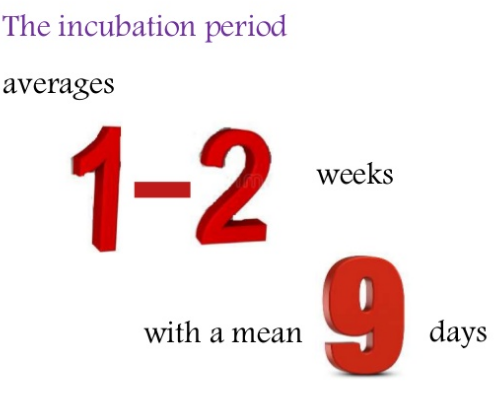 The incubation period
averages
1-2 weeks
with a mean 9 days